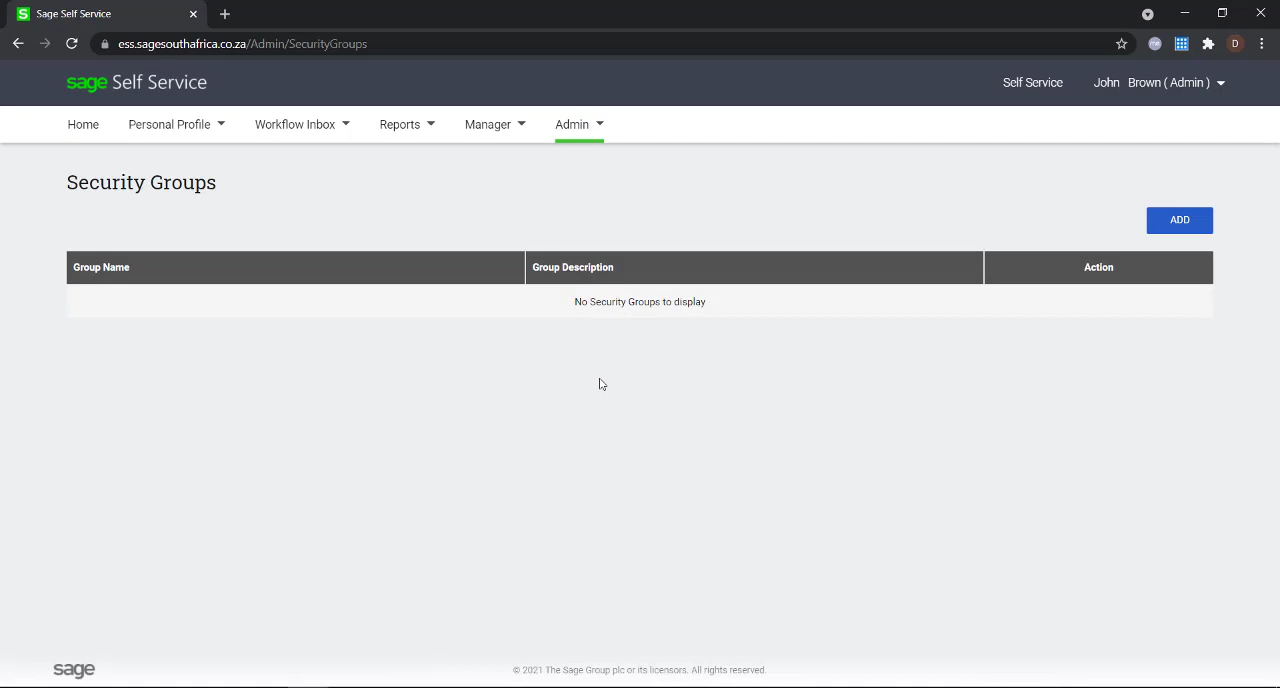 Sage Self Service
ess.sagesouthafrica.co.za/Admin/SecurityGroups
D
sage Self Service
Self Service
John Brown ( Admin )
Home
Personal Profile
Workflow Inbox
Reports
Manager
Admin
Security Groups
ADD
Group Name
Group Description
Action
No Security Groups to display
sage
© 2021 The Sage Group plc or its licensors. All rights reserved.